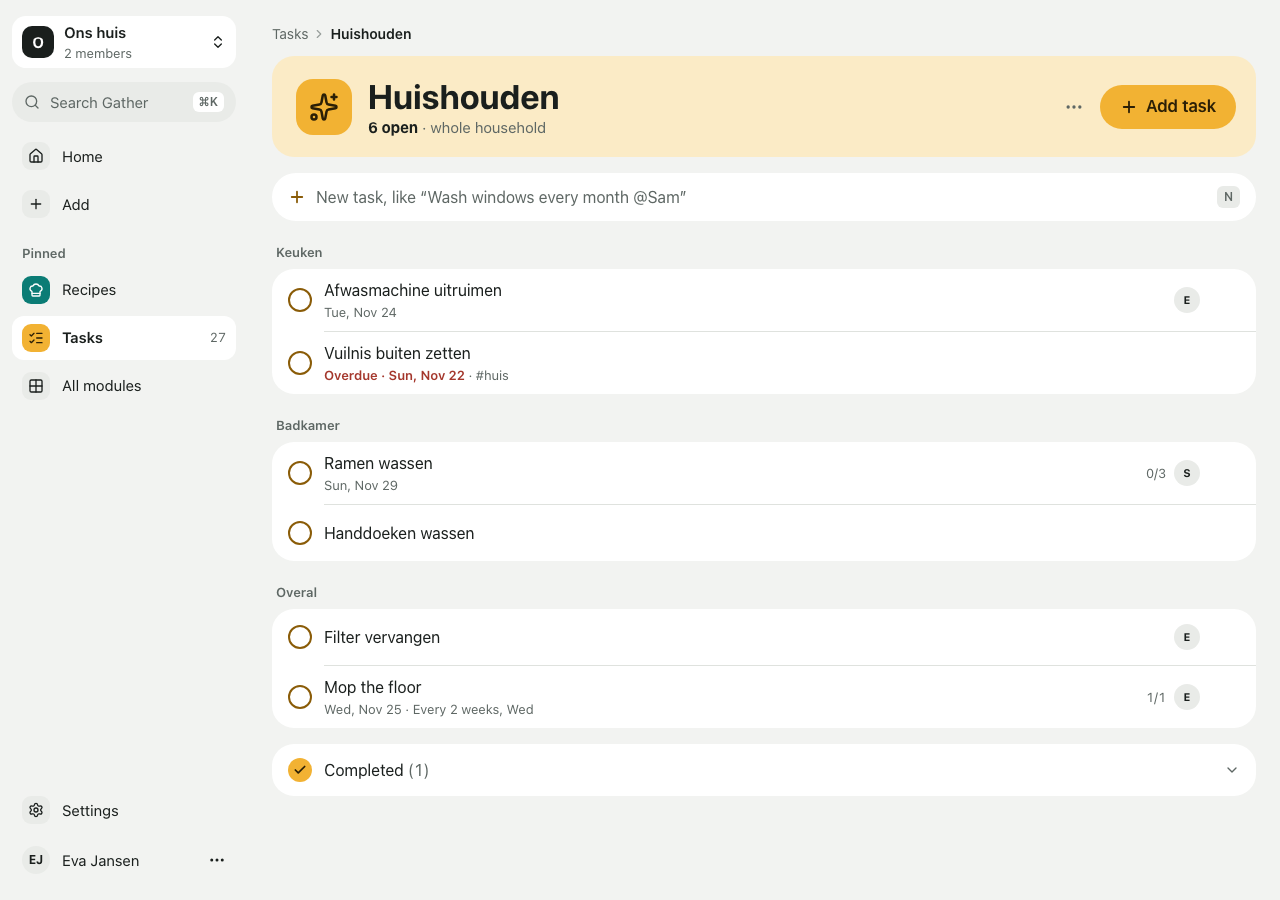 O
Ons huis
2 members
Search Gather
⌘K
Home
Add
Pinned
Recipes
Tasks
27
All modules
Settings
EJ
Eva Jansen
Tasks
Huishouden
Huishouden
6 open · whole household
Add task
New task, like “Wash windows every month @Sam”
N
Keuken
Afwasmachine uitruimen
Tue, Nov 24
E
Vuilnis buiten zetten
Overdue · Sun, Nov 22 · #huis
Badkamer
Ramen wassen
Sun, Nov 29
0/3
S
Handdoeken wassen
Overal
Filter vervangen
E
Mop the floor
Wed, Nov 25 · Every 2 weeks, Wed
1/1
E
Completed (1)